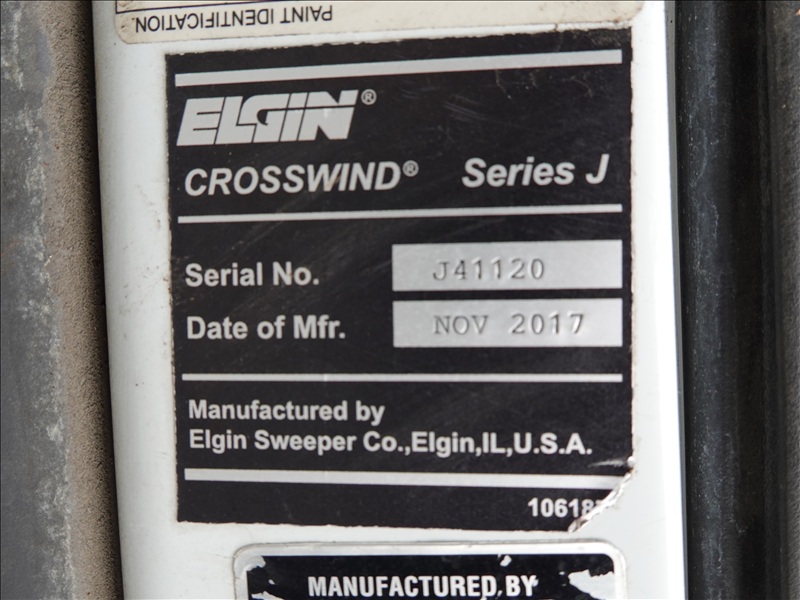 PAINT IDENTIFICATION.
ELGIN®
CROSSWIND® Series J
Serial No. J41120
Date of Mfr. NOV 2017
Manufactured by
Elgin Sweeper Co.,Elgin,IL,U.S.A.
MANUFACTURED BY